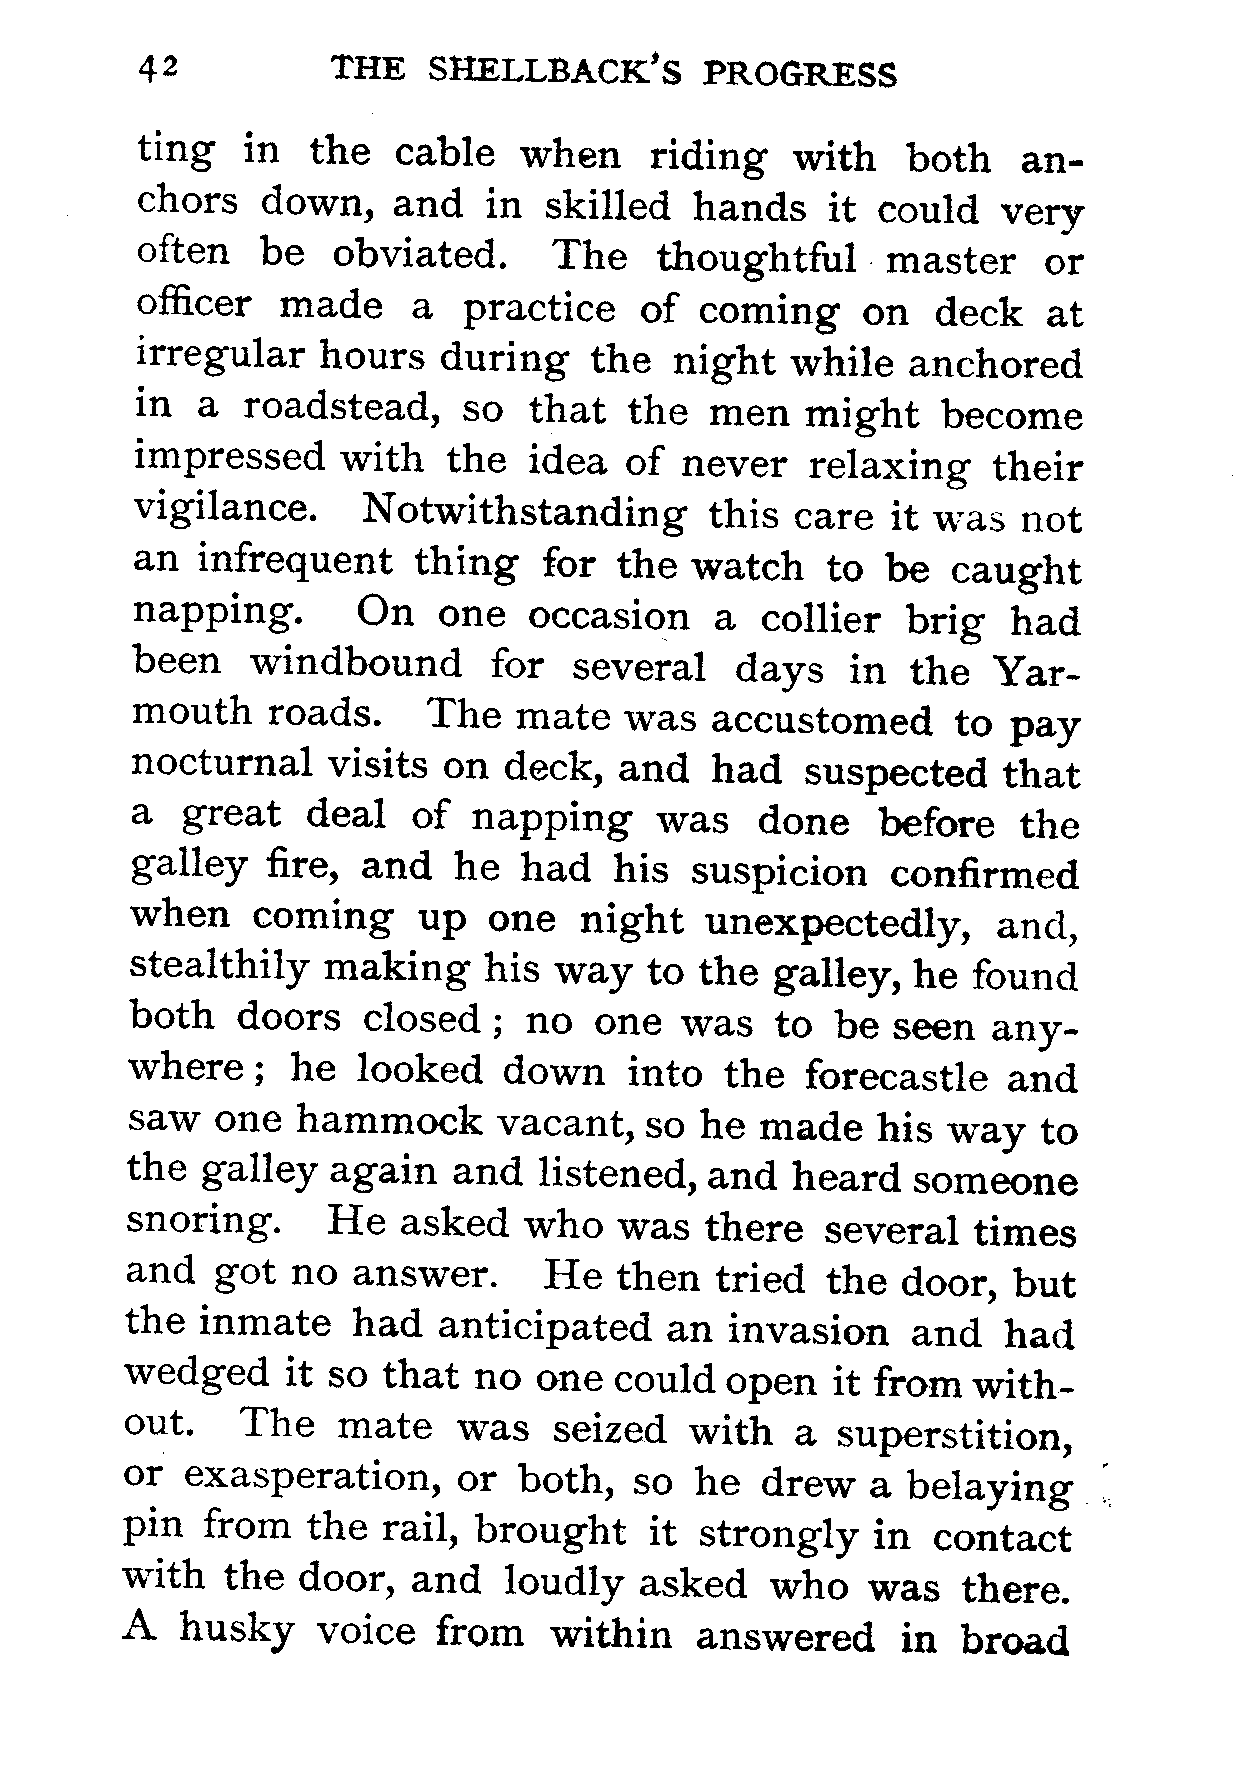 42 THE SHELLBACK'S PROGRESS
ting in the cable when riding with both an-
chors down, and in skilled hands it could very
often be obviated. The thoughtful master or
officer made a practice of coming on deck at
irregular hours during the night while anchored
in a roadstead, so that the men might become
impressed with the idea of never relaxing their
vigilance. Notwithstanding this care it was not
an infrequent thing for the watch to be caught
napping. On one occasion a collier brig had
been windbound for several days in the Yar-
mouth roads. The mate was accustomed to pay
nocturnal visits on deck, and had suspected that
a great deal of napping was done before the
galley fire, and he had his suspicion confirmed
when coming up one night unexpectedly, and,
stealthily making his way to the galley, he found
both doors closed ; no one was to be seen any-
where ; he looked down into the forecastle and
saw one hammock vacant, so he made his way to
the galley again and listened, and heard someone
snoring. He asked who was there several times
and got no answer. He then tried the door, but
the inmate had anticipated an invasion and had
wedged it so that no one could open it from with-
out. The mate was seized with a superstition,
or exasperation, or both, so he drew a belaying
pin from the rail, brought it strongly in contact
with the door, and loudly asked who was there.
A husky voice from within answered in broad